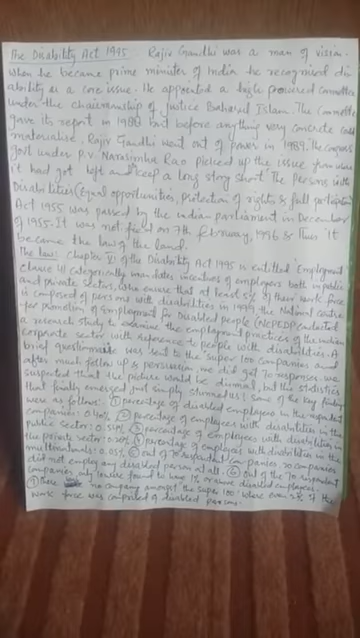 The Disability Act 1995 Rajiv Gandhi was a man of vision.
When he became prime minister of India he recognised dis-
ability as a core issue. He appointed a high powered committee
under the chairmanship of Justice Baharul Islam. The committee
gave its report in 1988 but before anything very concrete could
materialise, Rajiv Gandhi went out of power in 1989. The congress
govt under P.V. Narasimha Rao picked up the issue from where
it had got left and keep a long story short The Persons with
Disabilities (Equal opportunities, protection of rights & full participation
Act 1955 was passed by the indian parliament in December
of 1955. It was not filed on 7th february, 1996 & Thus It
became the law of the land.
The law: Chapter VI of the Disability Act 1995 is entitled 'Employment
clause 41 categorically mandates incentives of employers both in public
and private sectors, who ensure that at least 5% of their work force
is composed of persons with disabilities in 1999, the National Centre
for promotion of Employment for Disabled people (NCPEDP) conducted
a research study to examine the employment practices of the indian
corporate sector with reference to people with disabilities. A
brief questionnaire was sent to the 'super 100' companies and
after much follow up & persuasion, we did get 70 responses. we
suspected that the picture would be dismal, but the statistics
that finally emerged not simply stunned us! some of the key findings
were as follows: ① percentage of disabled employees in the respondent
companies: 0.40% ② percentage of employees with disabilities in the
Public sector: 0.54% ③ percentage of employees with disabilities in
the private sector: 0.28% ④ percentage of employees with disabilities in the
multinationals: 0.05% ⑤ out of 70 respondent companies 20 companies
did not employ any disabled person at all. ⑥ out of the 70 respondent
companies only were found to have 1% or above disabled employees.
⑦ There no company amongst the 'super 100' where even 2% of the
work force was comprised of disabled persons.